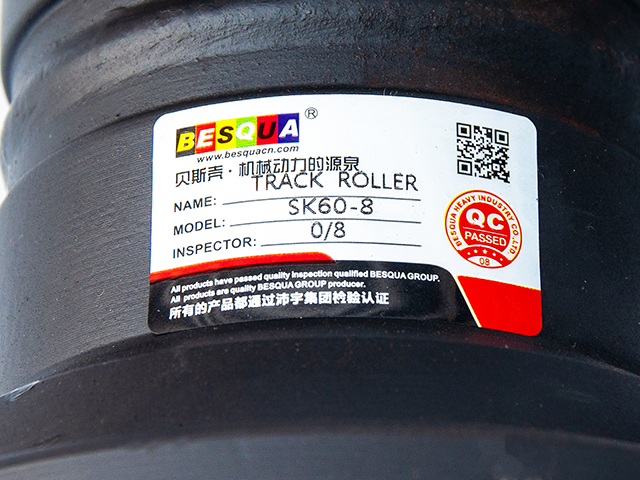 BESQUA®
www.besquacn.com
贝斯壳·机械动力的源泉
NAME: TRACK ROLLER
MODEL: SK60-8
INSPECTOR: 0/8
All products have passed quality inspection qualified BESQUA GROUP.
All products are quality BESQUA GROUP producer.
所有的产品都通过沛宇集团检验认证
BESQUA HEAVY INDUSTRY CO.,LTD
QC
PASSED
08